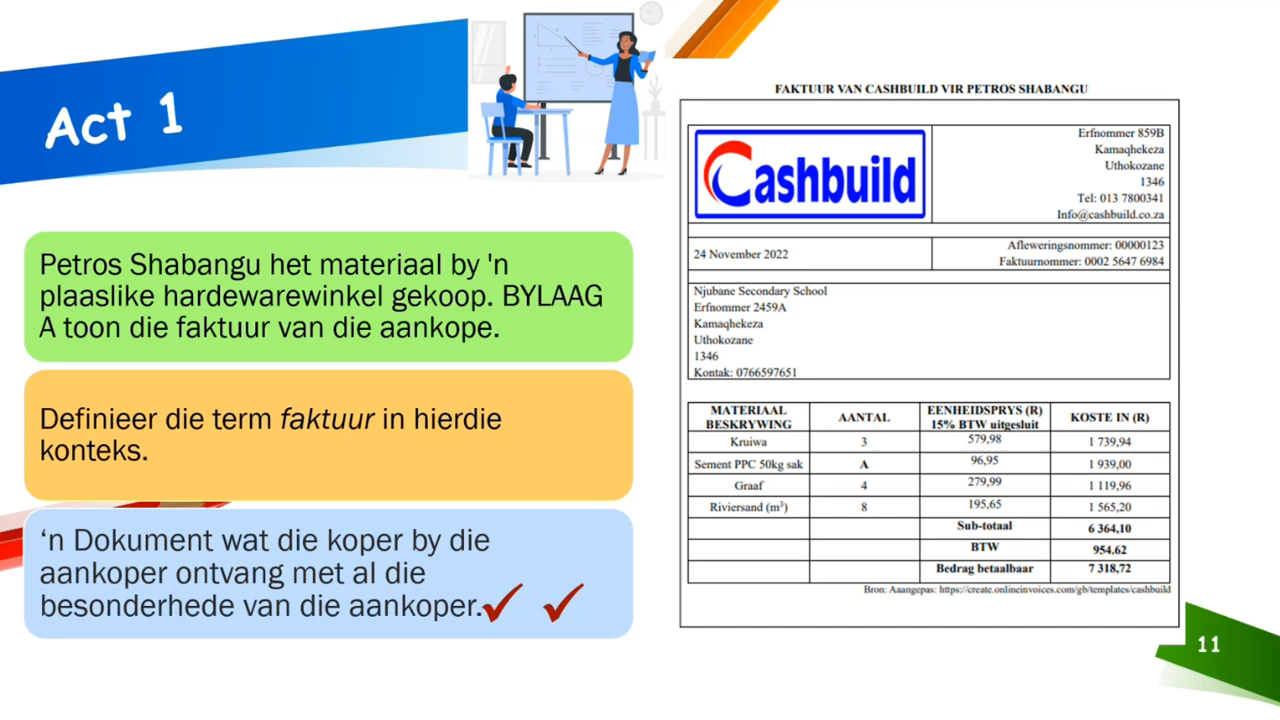 Act 1
Petros Shabangu het materiaal by 'n
plaaslike hardewarewinkel gekoop. BYLAAG
A toon die faktuur van die aankope.
Definieer die term faktuur in hierdie
konteks.
‘n Dokument wat die koper by die
aankoper ontvang met al die
besonderhede van die aankoper.
FAKTUUR VAN CASHBUILD VIR PETROS SHABANGU
Cashbuild
Erfnommer 859B
Kamaqhekeza
Uthokozane
1346
Tel: 013 7800341
Info@cashbuild.co.za
24 November 2022
Afleweringsnommer: 00000123
Faktuurnommer: 0002 5647 6984
Njubane Secondary School
Erfnommer 2459A
Kamaqhekeza
Uthokozane
1346
Kontak: 0766597651
MATERIAAL BESKRYWING AANTAL EENHEIDSPRYS (R) 15% BTW uitgesluit KOSTE IN (R)
Kruiwa 3 579,98 1 739,94
Sement PPC 50kg sak A 96,95 1 939,00
Graaf 4 279,99 1 119,96
Riviersand (m³) 8 195,65 1 565,20
Sub-totaal 6 364,10
BTW 954.62
Bedrag betaalbaar 7 318,72
Bron: Aaangepas: https://create.onlineinvoices.com/gb/templates/cashbuild
11